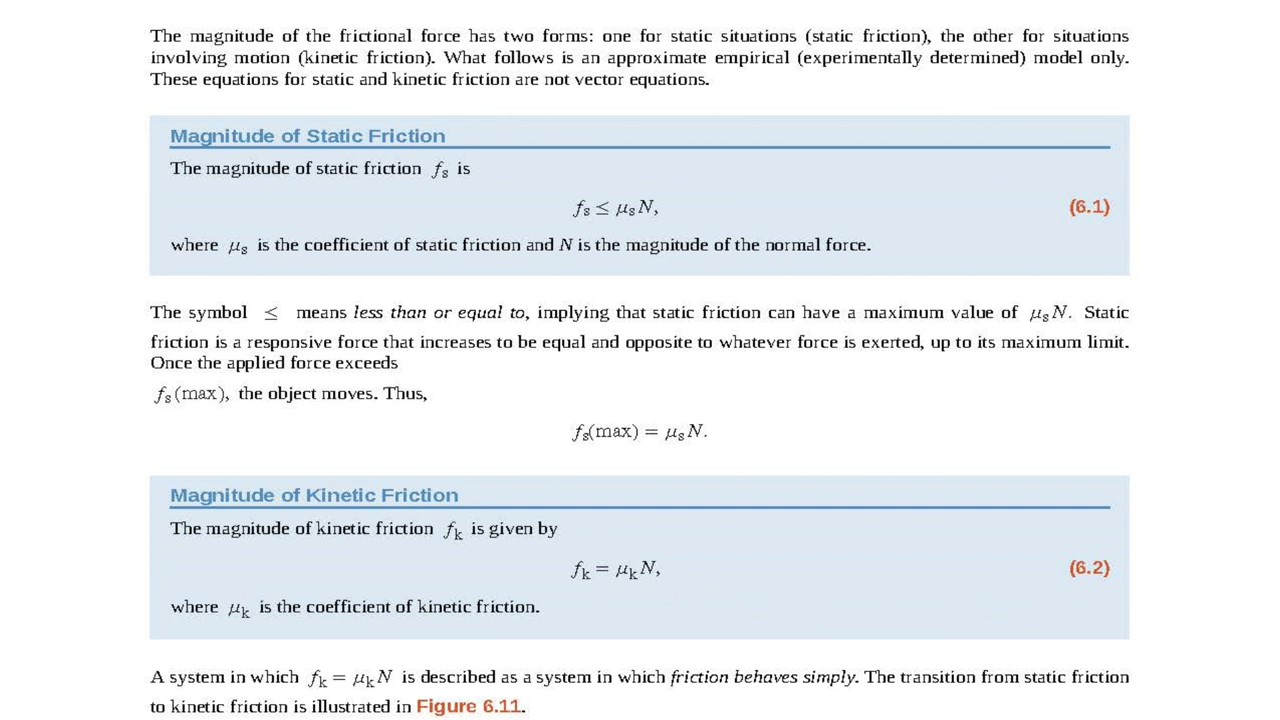 The magnitude of the frictional force has two forms: one for static situations (static friction), the other for situations
involving motion (kinetic friction). What follows is an approximate empirical (experimentally determined) model only.
These equations for static and kinetic friction are not vector equations.
Magnitude of Static Friction
The magnitude of static friction fₛ is
fₛ ≤ μₛN, (6.1)
where μₛ is the coefficient of static friction and N is the magnitude of the normal force.
The symbol ≤ means less than or equal to, implying that static friction can have a maximum value of μₛN. Static
friction is a responsive force that increases to be equal and opposite to whatever force is exerted, up to its maximum limit.
Once the applied force exceeds
fₛ(max), the object moves. Thus,
fₛ(max) = μₛN.
Magnitude of Kinetic Friction
The magnitude of kinetic friction fₖ is given by
fₖ = μₖN, (6.2)
where μₖ is the coefficient of kinetic friction.
A system in which fₖ = μₖN is described as a system in which friction behaves simply. The transition from static friction
to kinetic friction is illustrated in Figure 6.11.